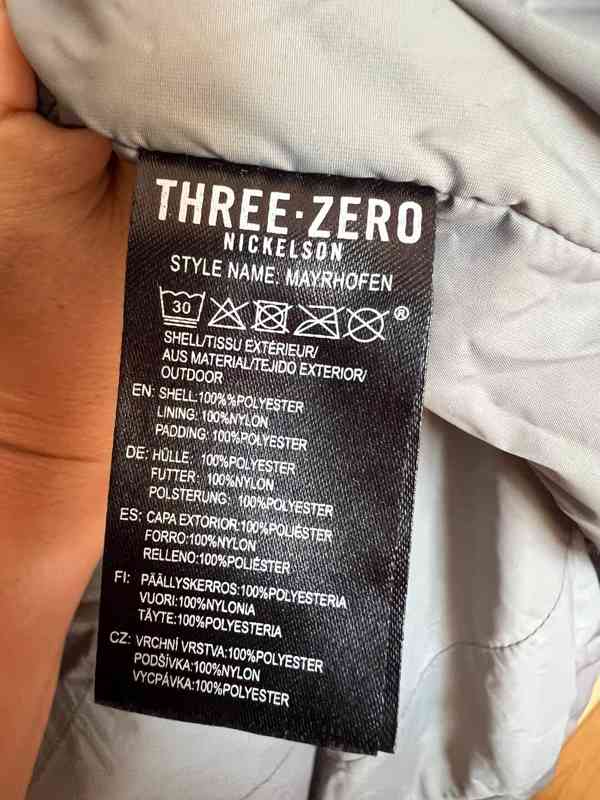 THREE·ZERO
NICKELSON
STYLE NAME: MAYRHOFEN
30 ®
SHELL/TISSU EXTÉRIEUR/
AUS MATERIAL/TEJIDO EXTERIOR/
OUTDOOR
EN: SHELL:100%%POLYESTER
LINING: 100%NYLON
PADDING: 100%POLYESTER
DE: HÜLLE. 100%POLYESTER
FUTTER: 100%NYLON
POLSTERUNG: 100%POLYESTER
ES: CAPA EXTORIOR:100%POLIÉSTER
FORRO:100%NYLON
RELLENO:100%POLIÉSTER
FI: PÄÄLLYSKERROS:100%POLYESTERIA
VUORI:100%NYLONIA
TÄYTE:100%POLYESTERIA
CZ: VRCHNÍ VRSTVA:100%POLYESTER
PODŠÍVKA:100%NYLON
VYCPÁVKA:100%POLYESTER